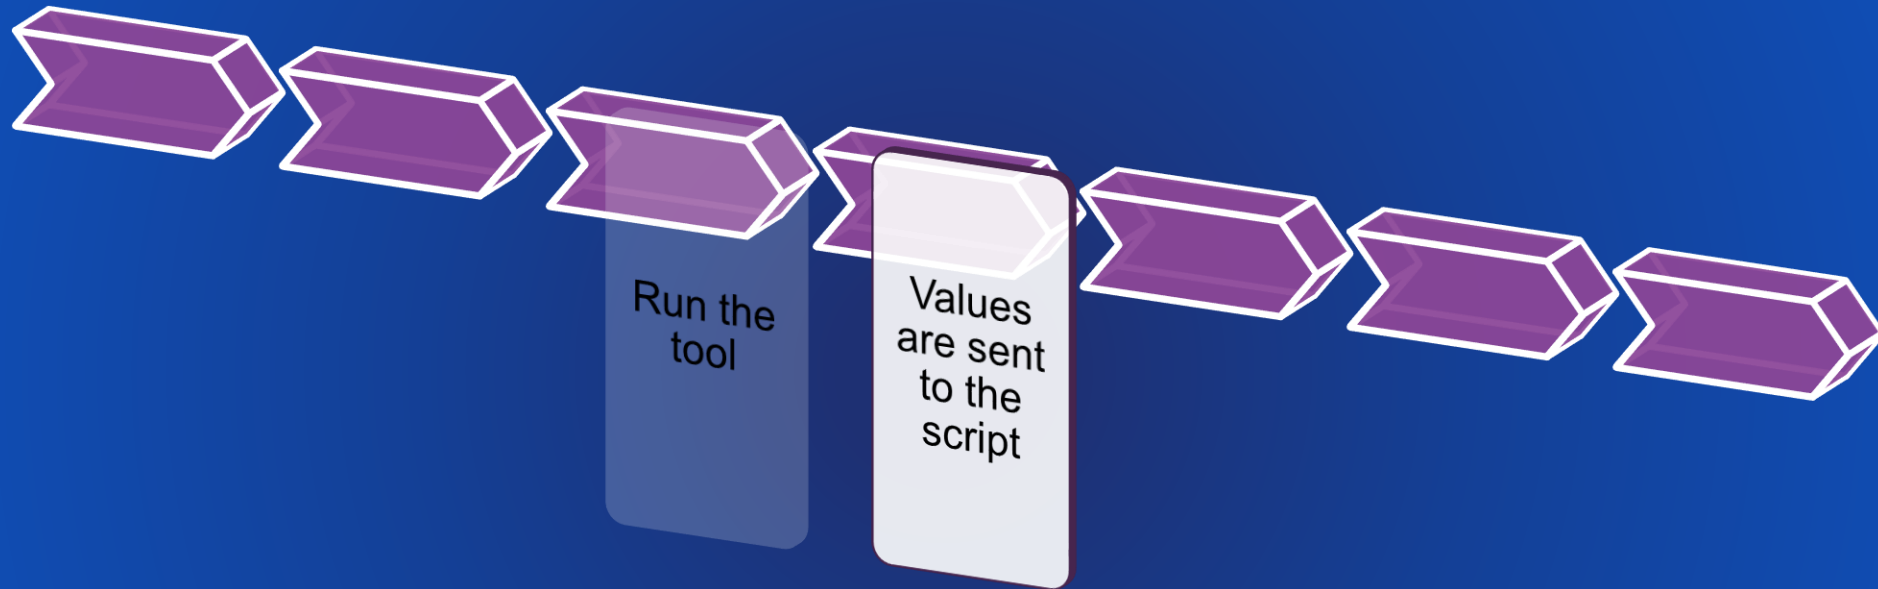 Run the
tool
Values
are sent
to the
script